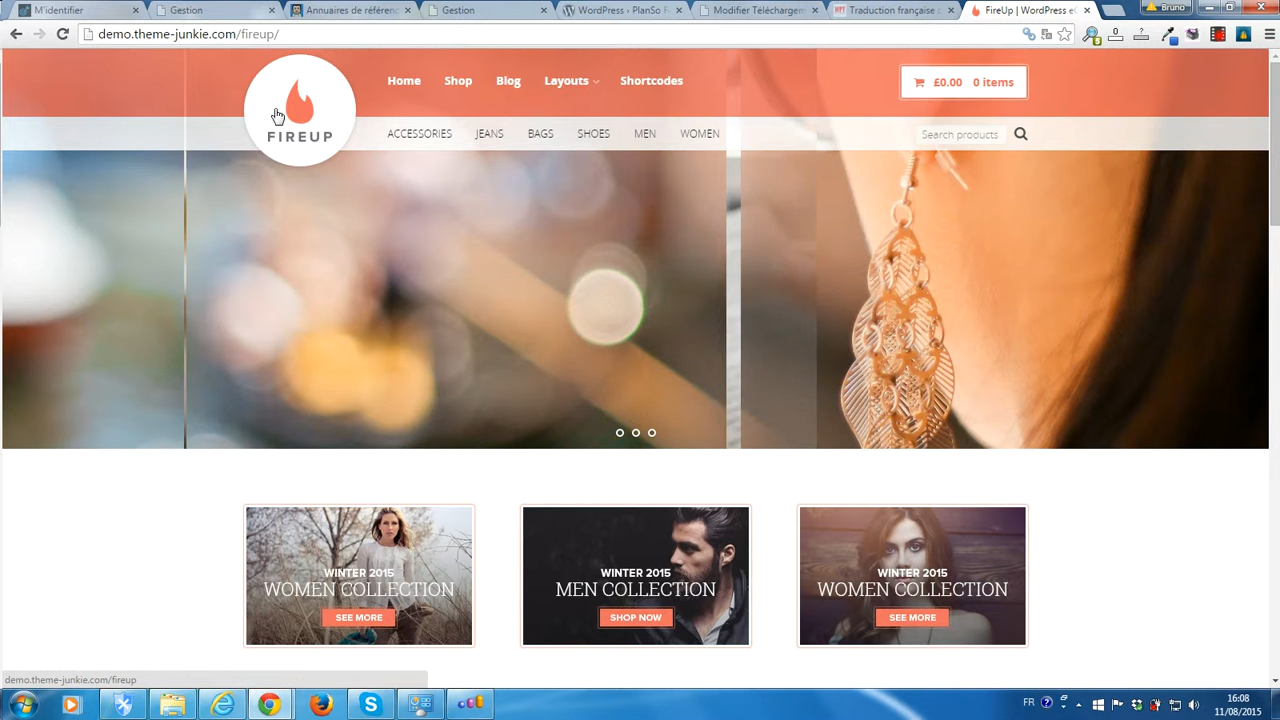 M'identifier
Gestion
Annuaires de référenc
Gestion
WordPress ‹ PlanSo F
Modifier Téléchargem
Traduction française :
FireUp | WordPress eC
Bruno
demo.theme-junkie.com/fireup/
Home
Shop
Blog
Layouts
Shortcodes
£0.00 0 items
FIREUP
ACCESSORIES
JEANS
BAGS
SHOES
MEN
WOMEN
Search products
WINTER 2015
WOMEN COLLECTION
SEE MORE
WINTER 2015
MEN COLLECTION
SHOP NOW
WINTER 2015
WOMEN COLLECTION
SEE MORE
demo.theme-junkie.com/fireup
FR
16:08
11/08/2015